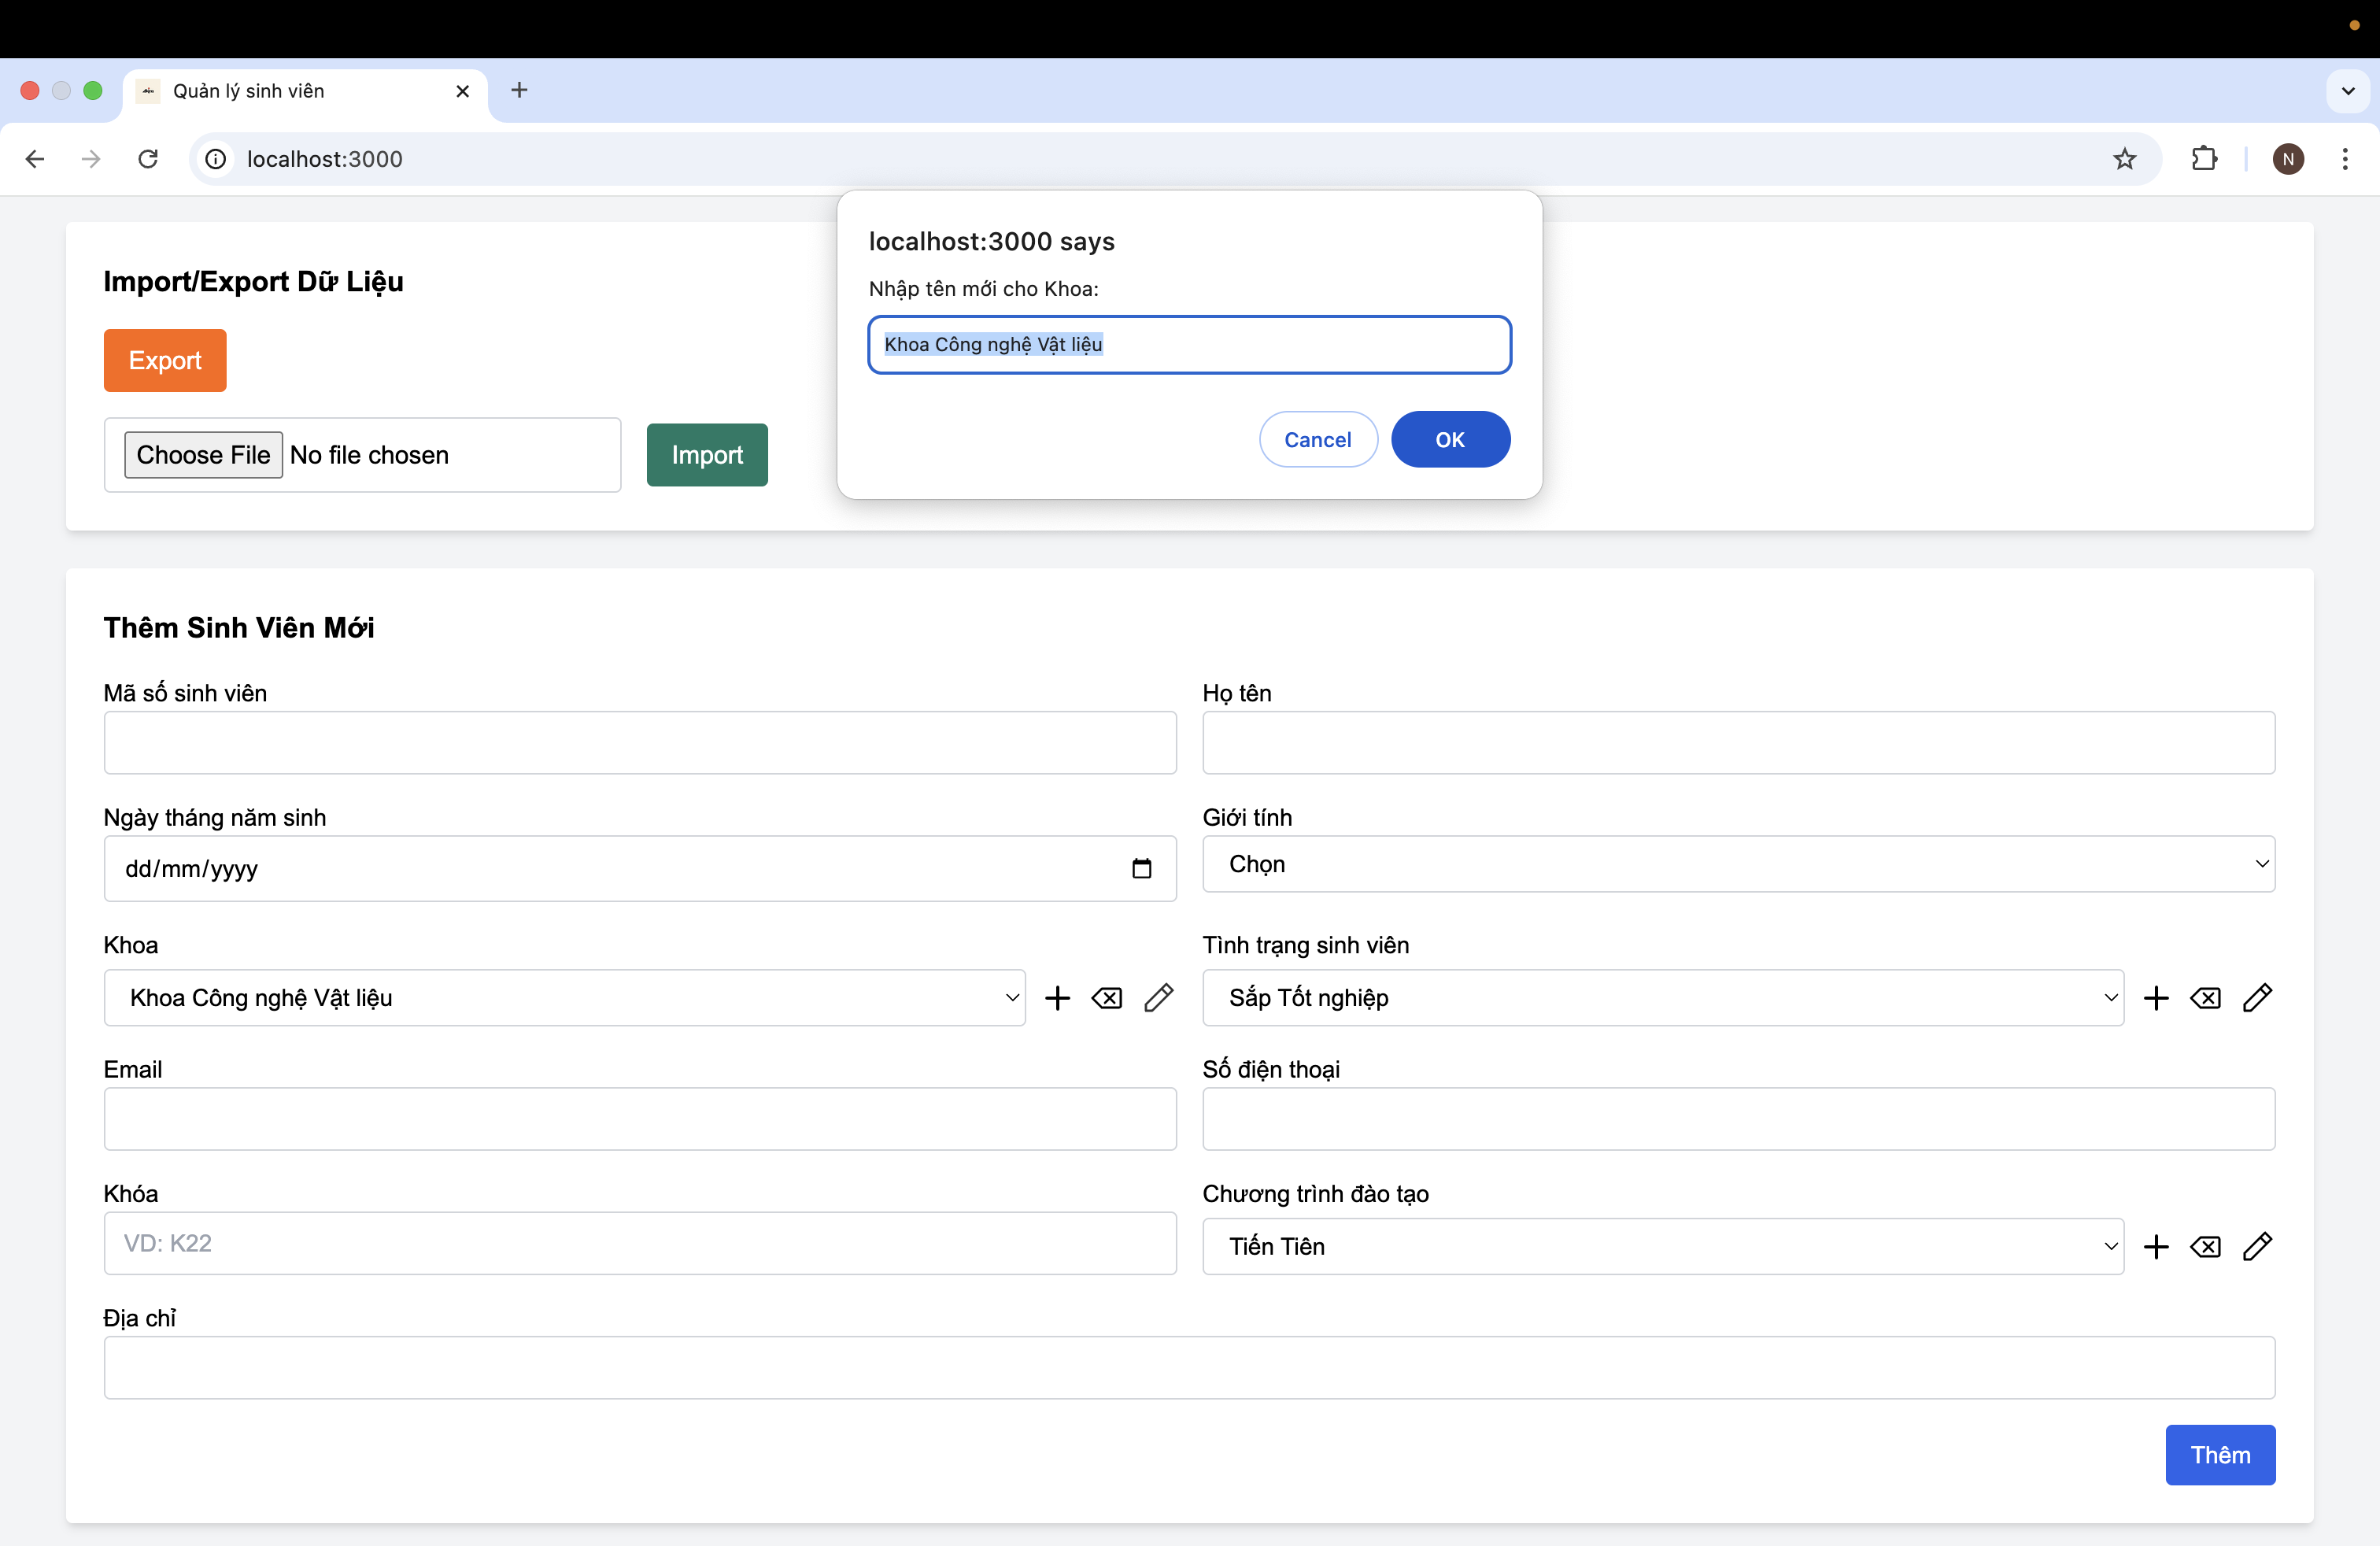 Quản lý sinh viên
localhost:3000
N
localhost:3000 says
Nhập tên mới cho Khoa:
Khoa Công nghệ Vật liệu
Cancel
OK
Import/Export Dữ Liệu
Export
Choose File No file chosen
Import
Thêm Sinh Viên Mới
Mã số sinh viên
Họ tên
Ngày tháng năm sinh
Giới tính
dd/mm/yyyy
Chọn
Khoa
Tình trạng sinh viên
Khoa Công nghệ Vật liệu
Sắp Tốt nghiệp
Email
Số điện thoại
Khóa
Chương trình đào tạo
VD: K22
Tiến Tiên
Địa chỉ
Thêm